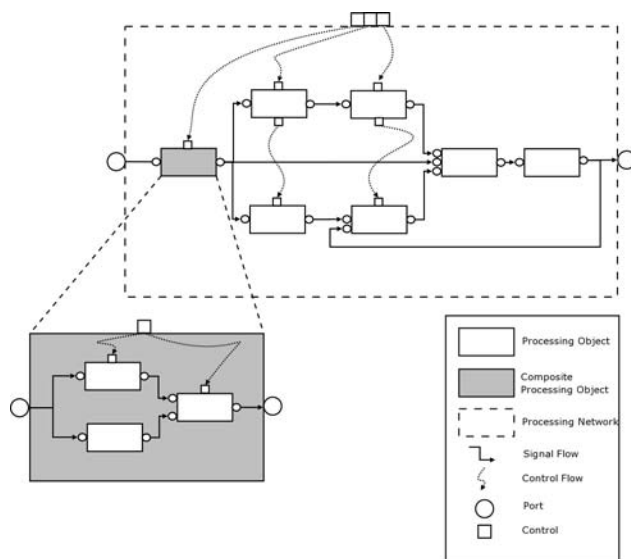 Processing Object
Composite
Processing Object
Processing Network
Signal Flow
Control Flow
Port
Control